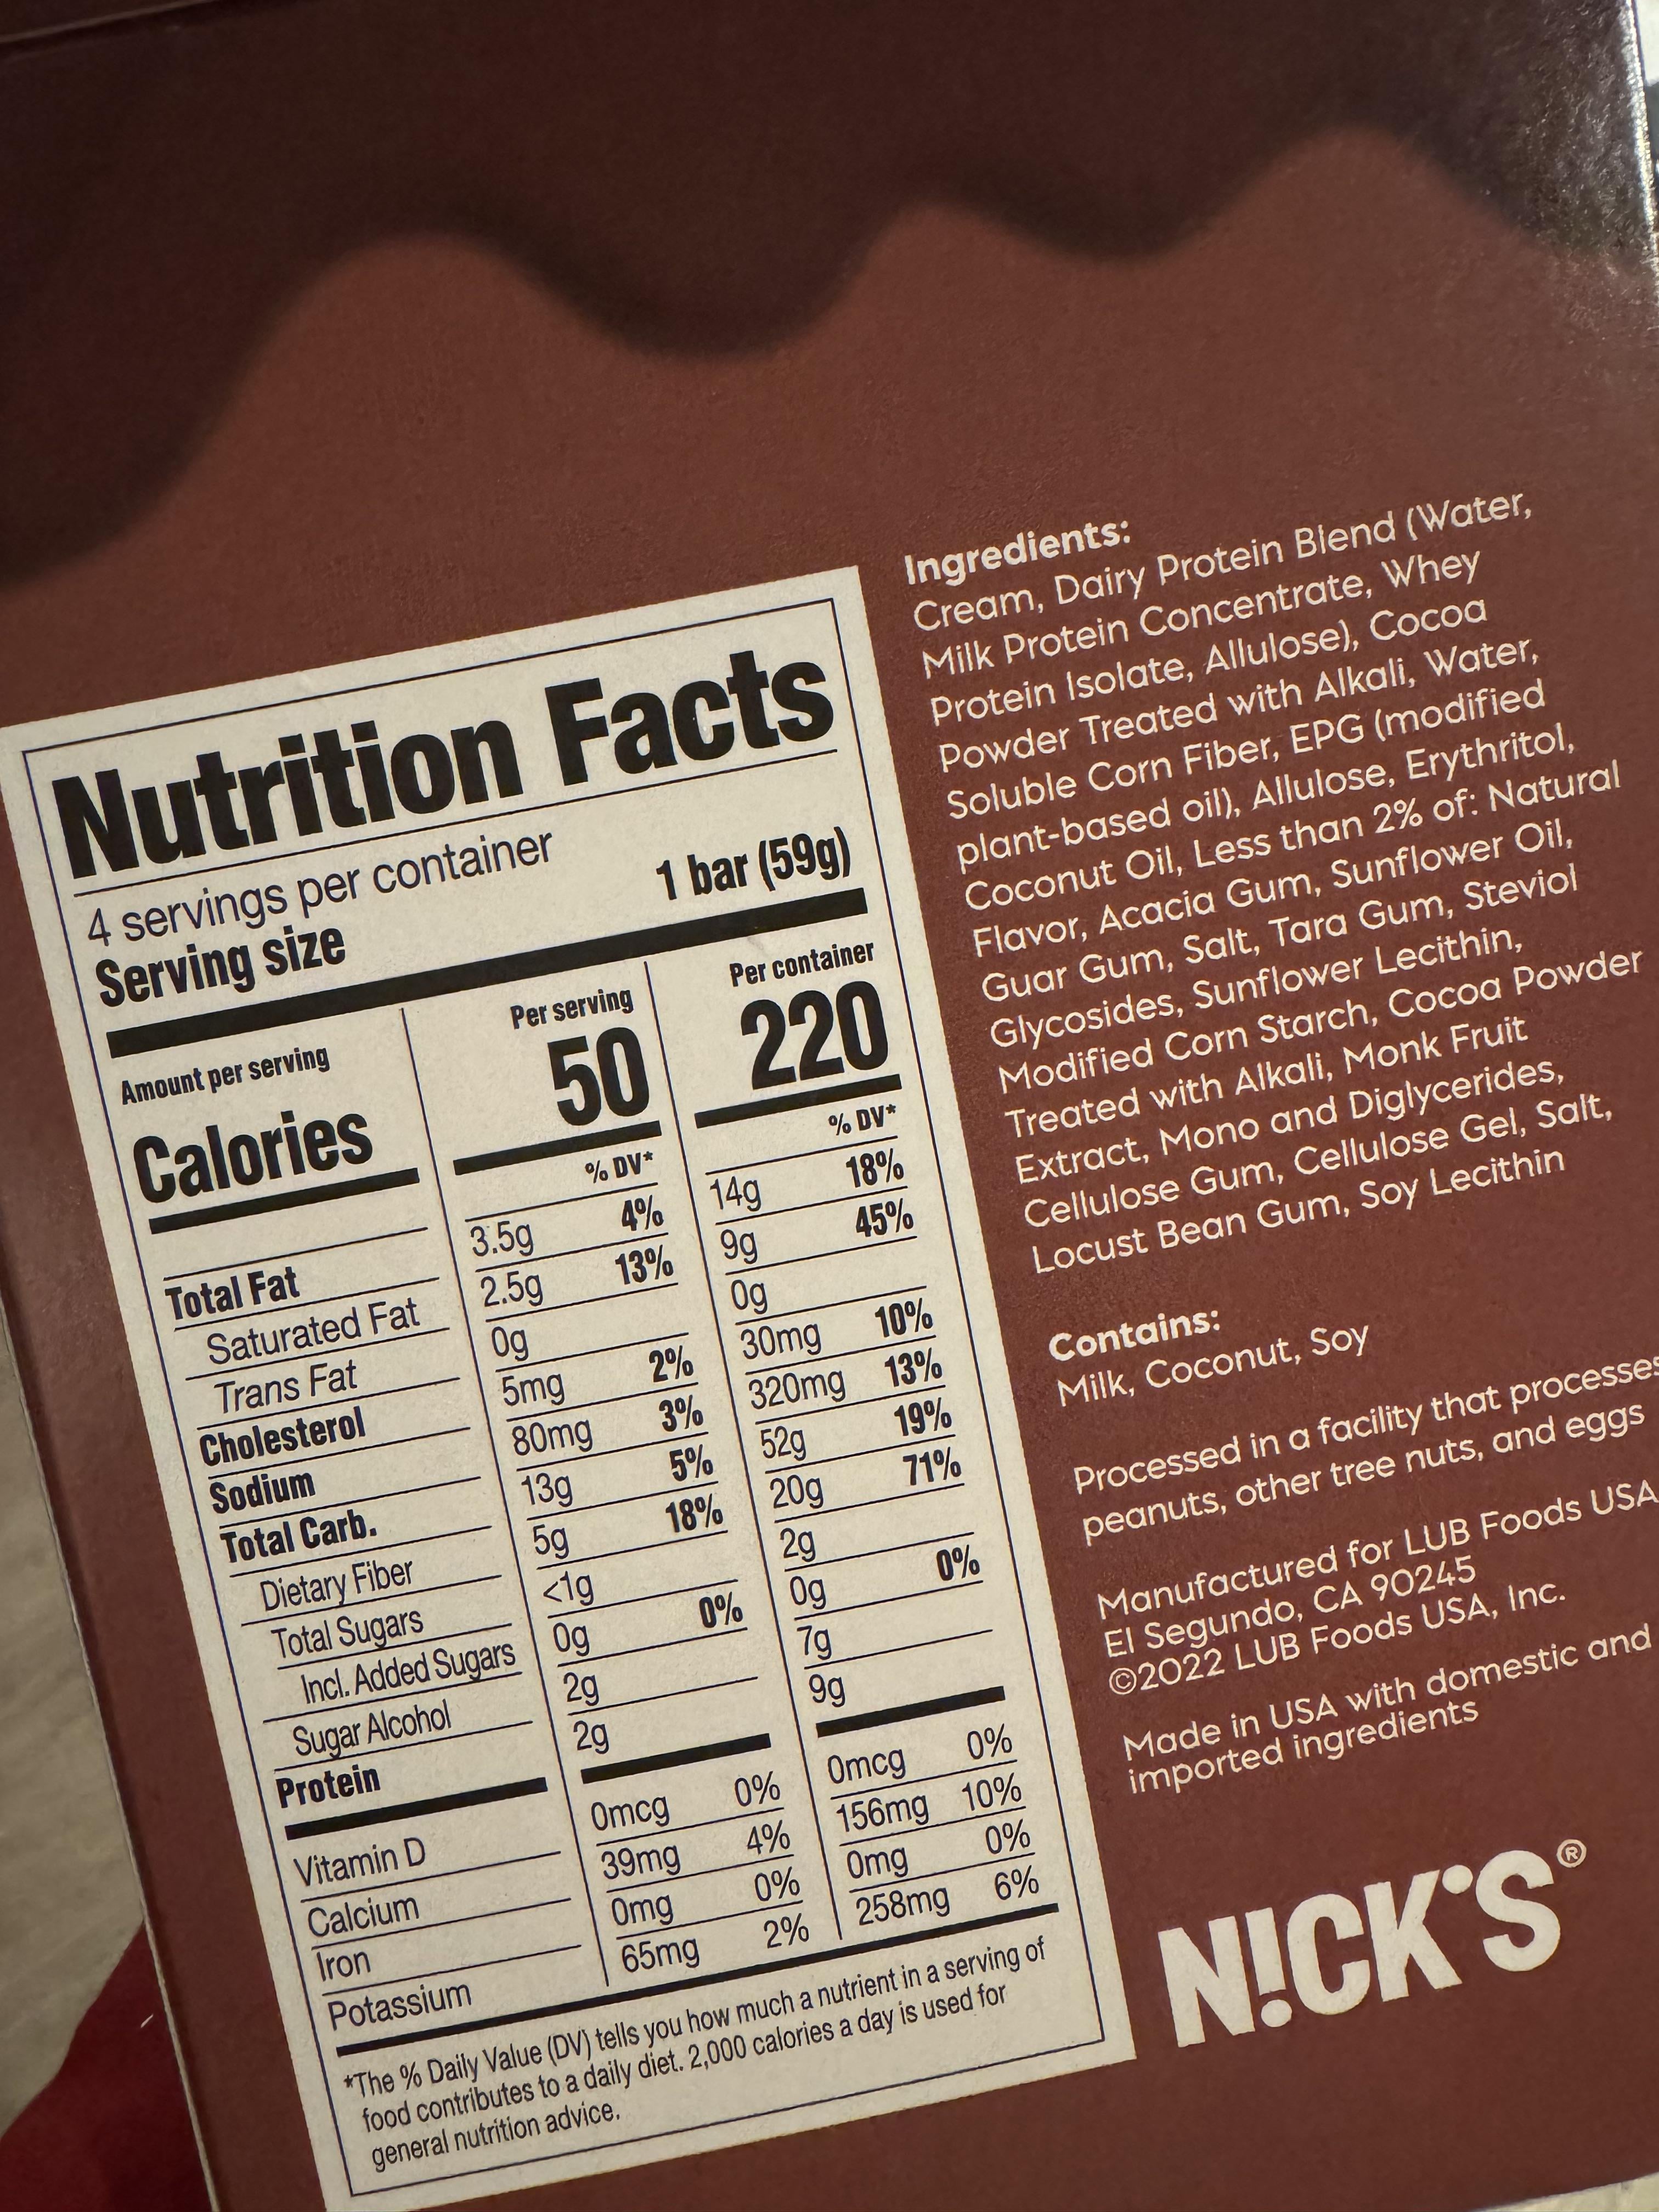 Nutrition Facts
4 servings per container
Serving size 1 bar (59g)
Amount per serving
Per serving Per container
Calories 50 220
% DV* % DV*
Total Fat 3.5g 4% 14g 18%
Saturated Fat 2.5g 13% 9g 45%
Trans Fat 0g 0g
Cholesterol 5mg 2% 30mg 10%
Sodium 80mg 3% 320mg 13%
Total Carb. 13g 5% 52g 19%
Dietary Fiber 5g 18% 20g 71%
Total Sugars <1g 2g
Incl. Added Sugars 0g 0% 0g 0%
Sugar Alcohol 2g 7g
Protein 2g 9g
Vitamin D 0mcg 0% 0mcg 0%
Calcium 39mg 4% 156mg 10%
Iron 0mg 0% 0mg 0%
Potassium 65mg 2% 258mg 6%
*The % Daily Value (DV) tells you how much a nutrient in a serving of
food contributes to a daily diet. 2,000 calories a day is used for
general nutrition advice.
Ingredients:
Cream, Dairy Protein Blend (Water,
Milk Protein Concentrate, Whey
Protein Isolate, Allulose), Cocoa
Powder Treated with Alkali, Water,
Soluble Corn Fiber, EPG (modified
plant-based oil), Allulose, Erythritol,
Coconut Oil, Less than 2% of: Natural
Flavor, Acacia Gum, Sunflower Oil,
Guar Gum, Salt, Tara Gum, Steviol
Glycosides, Sunflower Lecithin,
Modified Corn Starch, Cocoa Powder
Treated with Alkali, Monk Fruit
Extract, Mono and Diglycerides,
Cellulose Gum, Cellulose Gel, Salt,
Locust Bean Gum, Soy Lecithin
Contains:
Milk, Coconut, Soy
Processed in a facility that processes
peanuts, other tree nuts, and eggs
Manufactured for LUB Foods USA
El Segundo, CA 90245
©2022 LUB Foods USA, Inc.
Made in USA with domestic and
imported ingredients
N!CK'S®